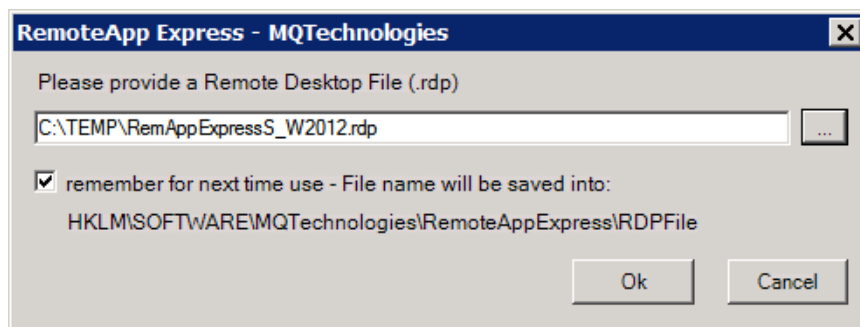 RemoteApp Express - MQTechnologies
Please provide a Remote Desktop File (.rdp)
C:\TEMP\RemAppExpressS_W2012.rdp
...
remember for next time use - File name will be saved into:
HKLM\SOFTWARE\MQTechnologies\RemoteAppExpress\RDPFile
Ok Cancel